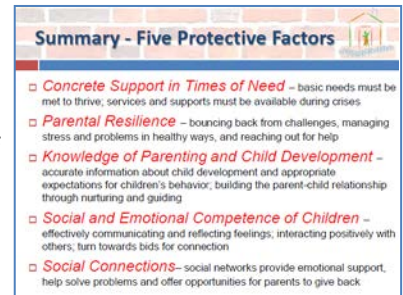 Summary - Five Protective Factors
Concrete Support in Times of Need – basic needs must be
met to thrive; services and supports must be available during crises
Parental Resilience – bouncing back from challenges, managing
stress and problems in healthy ways, and reaching out for help
Knowledge of Parenting and Child Development –
accurate information about child development and appropriate
expectations for children's behavior; building the parent-child relationship
through nurturing and guiding
Social and Emotional Competence of Children –
effectively communicating and reflecting feelings; interacting positively with
others; turn towards bids for connection
Social Connections– social networks provide emotional support,
help solve problems and offer opportunities for parents to give back